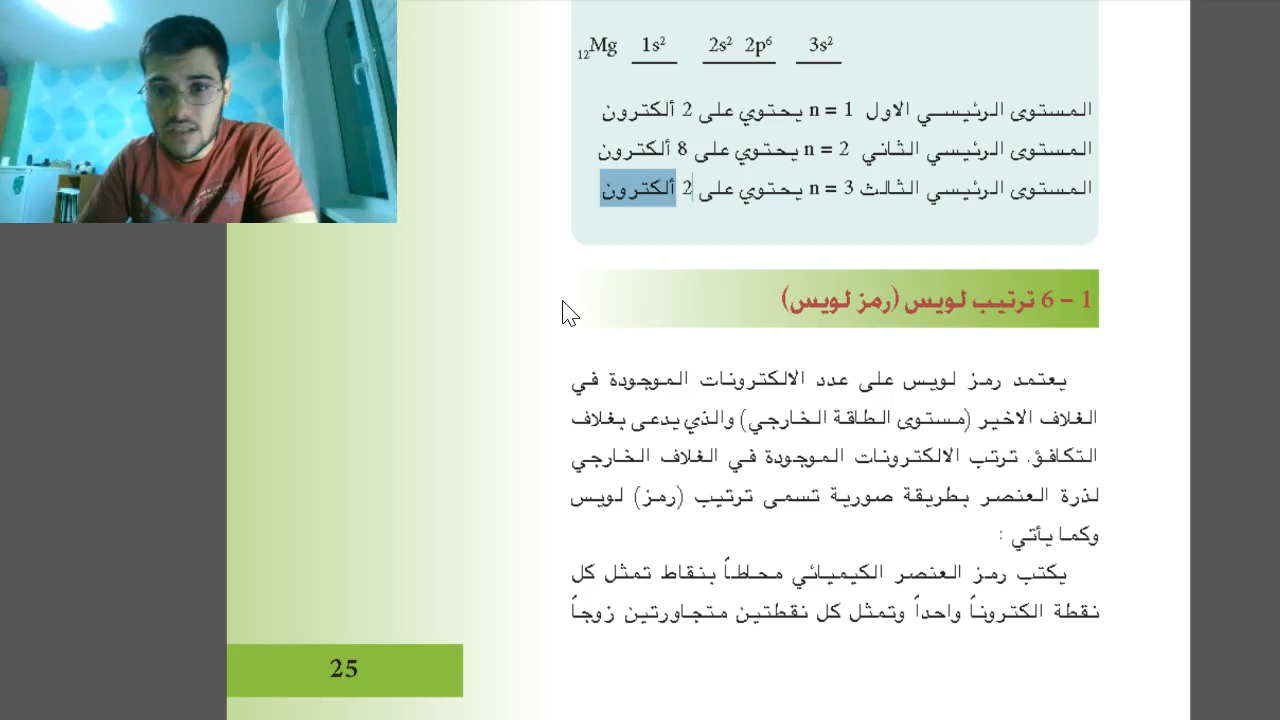 ₁₂Mg 1s² 2s² 2p⁶ 3s²
المستوى الرئيسي الاول n = 1 يحتوي على 2 ألكترون
المستوى الرئيسي الثاني n = 2 يحتوي على 8 ألكترون
المستوى الرئيسي الثالث n = 3 يحتوي على 2 ألكترون
1 – 6 ترتيب لويس (رمز لويس)
يعتمد رمز لويس على عدد الالكترونات الموجودة في
الغلاف الاخير (مستوى الطاقة الخارجي) والذي يدعى بغلاف
التكافؤ. ترتب الالكترونات الموجودة في الغلاف الخارجي
لذرة العنصر بطريقة صورية تسمى ترتيب (رمز) لويس
وكما يأتي :
يكتب رمز العنصر الكيميائي محاطاً بنقاط تمثل كل
نقطة الكتروناً واحداً وتمثل كل نقطتين متجاورتين زوجاً
25